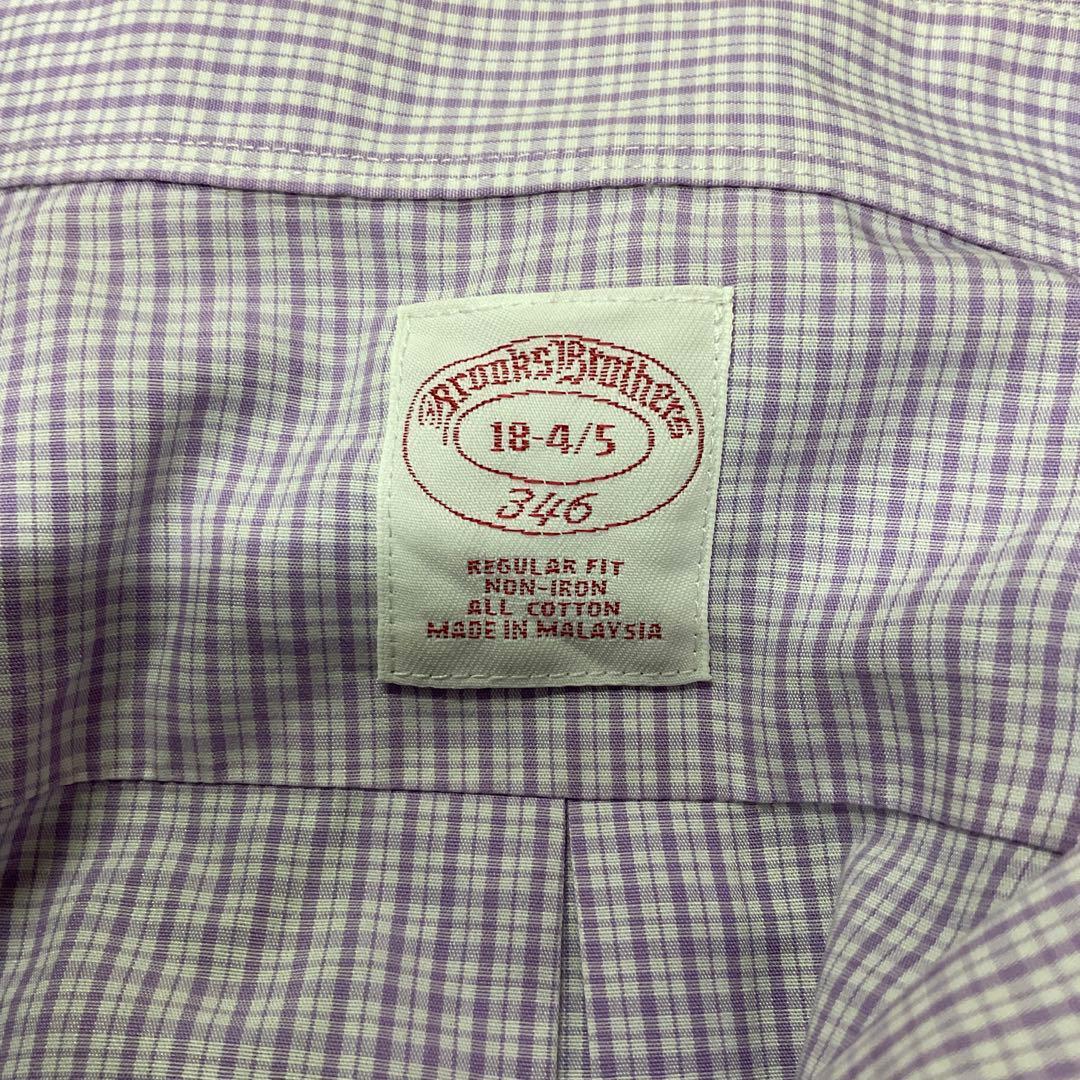 Brooks Brothers
18-4/5
346
REGULAR FIT
NON-IRON
ALL COTTON
MADE IN MALAYSIA